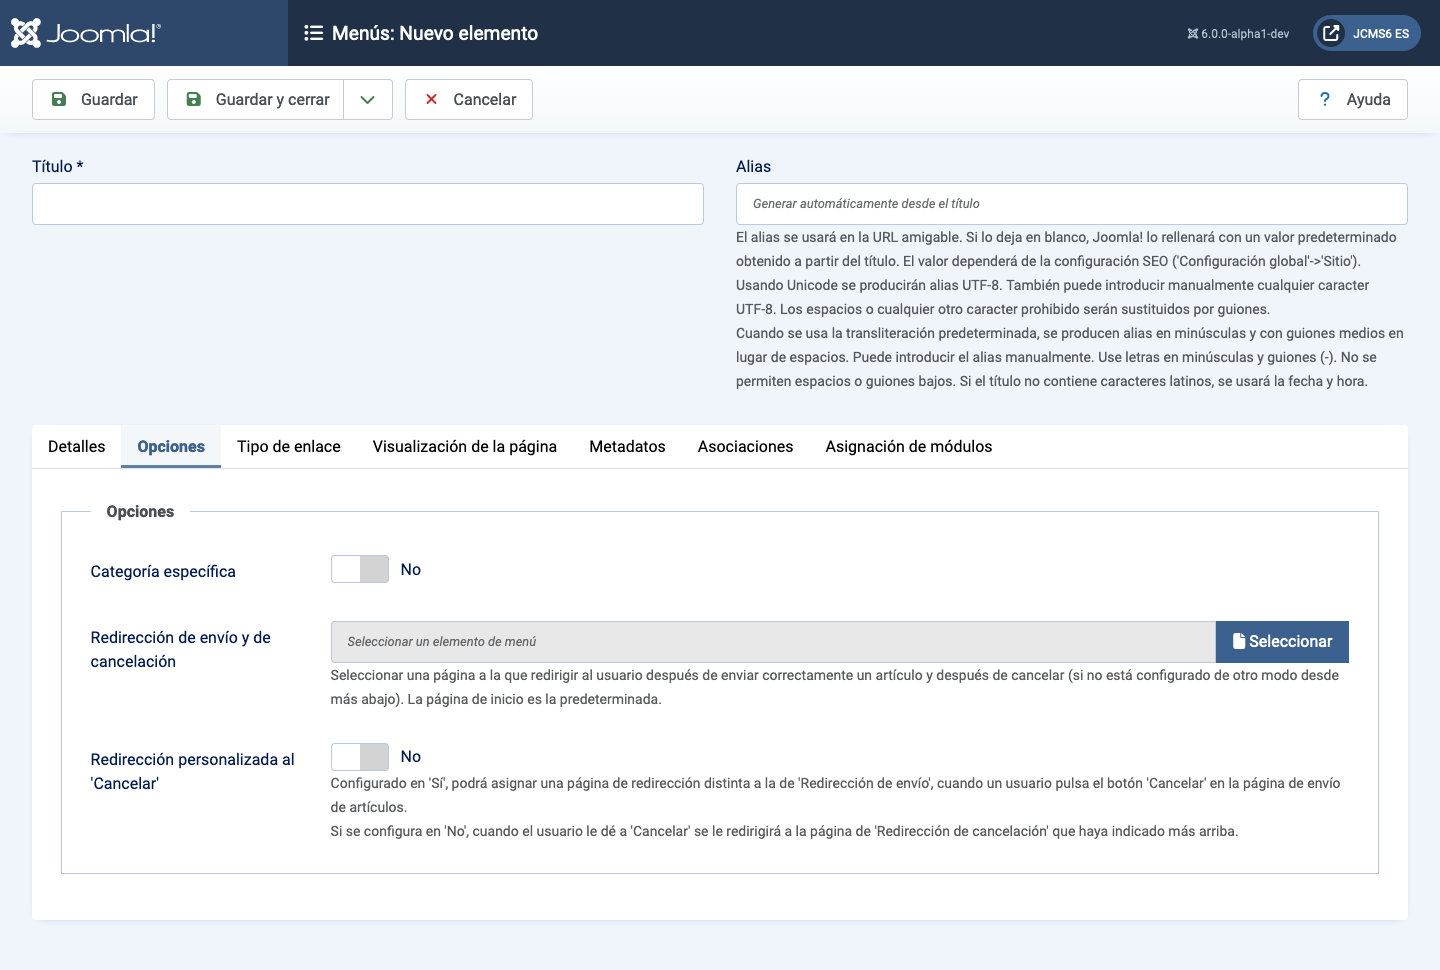 Joomla!®
Menús: Nuevo elemento
6.0.0-alpha1-dev
JCMS6 ES
Guardar
Guardar y cerrar
Cancelar
? Ayuda
Título *
Alias
Generar automáticamente desde el título
El alias se usará en la URL amigable. Si lo deja en blanco, Joomla! lo rellenará con un valor predeterminado
obtenido a partir del título. El valor dependerá de la configuración SEO ('Configuración global'->'Sitio').
Usando Unicode se producirán alias UTF-8. También puede introducir manualmente cualquier caracter
UTF-8. Los espacios o cualquier otro caracter prohibido serán sustituidos por guiones.
Cuando se usa la transliteración predeterminada, se producen alias en minúsculas y con guiones medios en
lugar de espacios. Puede introducir el alias manualmente. Use letras en minúsculas y guiones (-). No se
permiten espacios o guiones bajos. Si el título no contiene caracteres latinos, se usará la fecha y hora.
Detalles
Opciones
Tipo de enlace
Visualización de la página
Metadatos
Asociaciones
Asignación de módulos
Opciones
Categoría específica
No
Redirección de envío y de
cancelación
Seleccionar un elemento de menú
Seleccionar
Seleccionar una página a la que redirigir al usuario después de enviar correctamente un artículo y después de cancelar (si no está configurado de otro modo desde
más abajo). La página de inicio es la predeterminada.
Redirección personalizada al
'Cancelar'
No
Configurado en 'Sí', podrá asignar una página de redirección distinta a la de 'Redirección de envío', cuando un usuario pulsa el botón 'Cancelar' en la página de envío
de artículos.
Si se configura en 'No', cuando el usuario le dé a 'Cancelar' se le redirigirá a la página de 'Redirección de cancelación' que haya indicado más arriba.